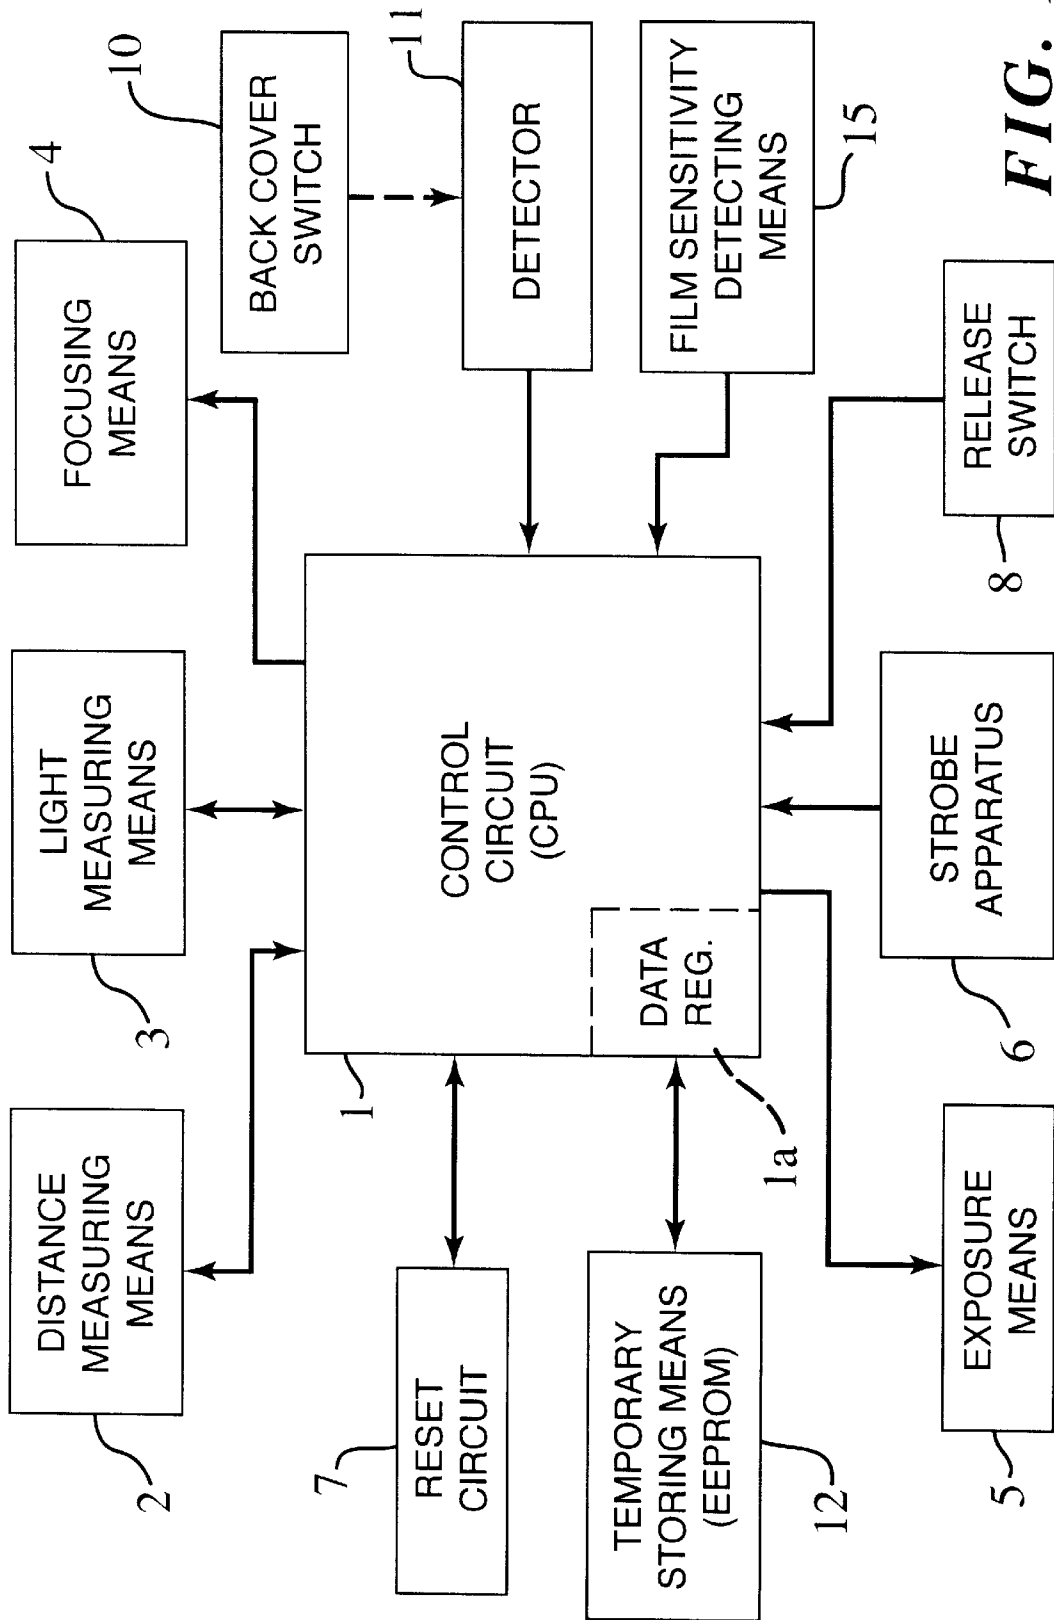 DISTANCE
MEASURING
MEANS
2
LIGHT
MEASURING
MEANS
3
FOCUSING
MEANS
4
BACK COVER
SWITCH
10
RESET
CIRCUIT
7
CONTROL
CIRCUIT
(CPU)
1
DATA
REG.
1a
DETECTOR
11
TEMPORARY
STORING MEANS
(EEPROM)
12
FILM SENSITIVITY
DETECTING
MEANS
15
EXPOSURE
MEANS
5
STROBE
APPARATUS
6
RELEASE
SWITCH
8
FIG.